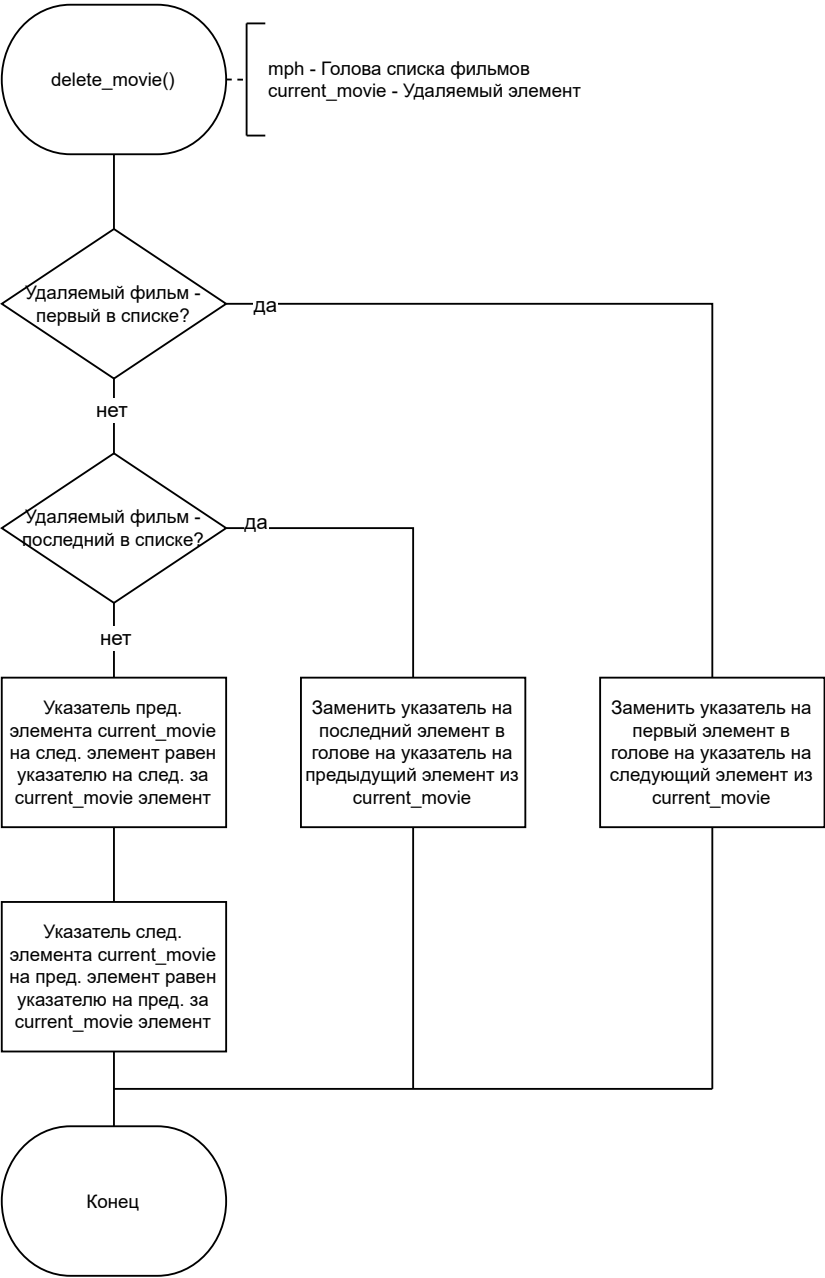 delete_movie()
mph - Голова списка фильмов
current_movie - Удаляемый элемент
Удаляемый фильм -
первый в списке?
да
нет
Удаляемый фильм -
последний в списке?
да
нет
Указатель пред.
элемента current_movie
на след. элемент равен
указателю на след. за
current_movie элемент
Заменить указатель на
последний элемент в
голове на указатель на
предыдущий элемент из
current_movie
Заменить указатель на
первый элемент в
голове на указатель на
следующий элемент из
current_movie
Указатель след.
элемента current_movie
на пред. элемент равен
указателю на пред. за
current_movie элемент
Конец